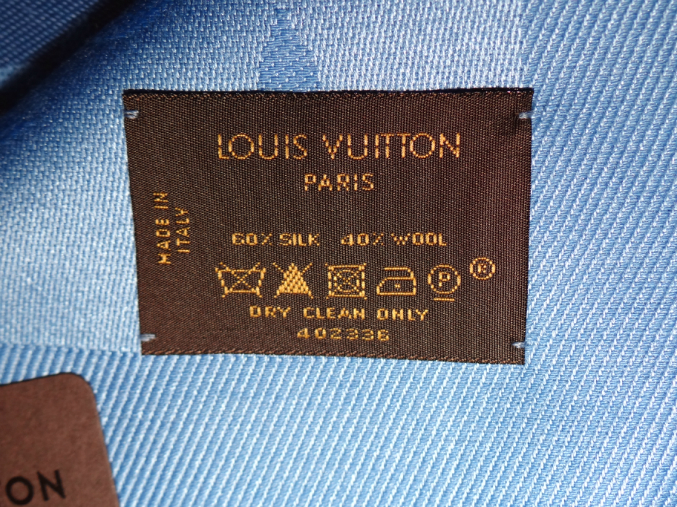 LOUIS VUITTON
PARIS
MADE IN
ITALY
60% SILK 40% WOOL
P ®
DRY CLEAN ONLY
402336
ON